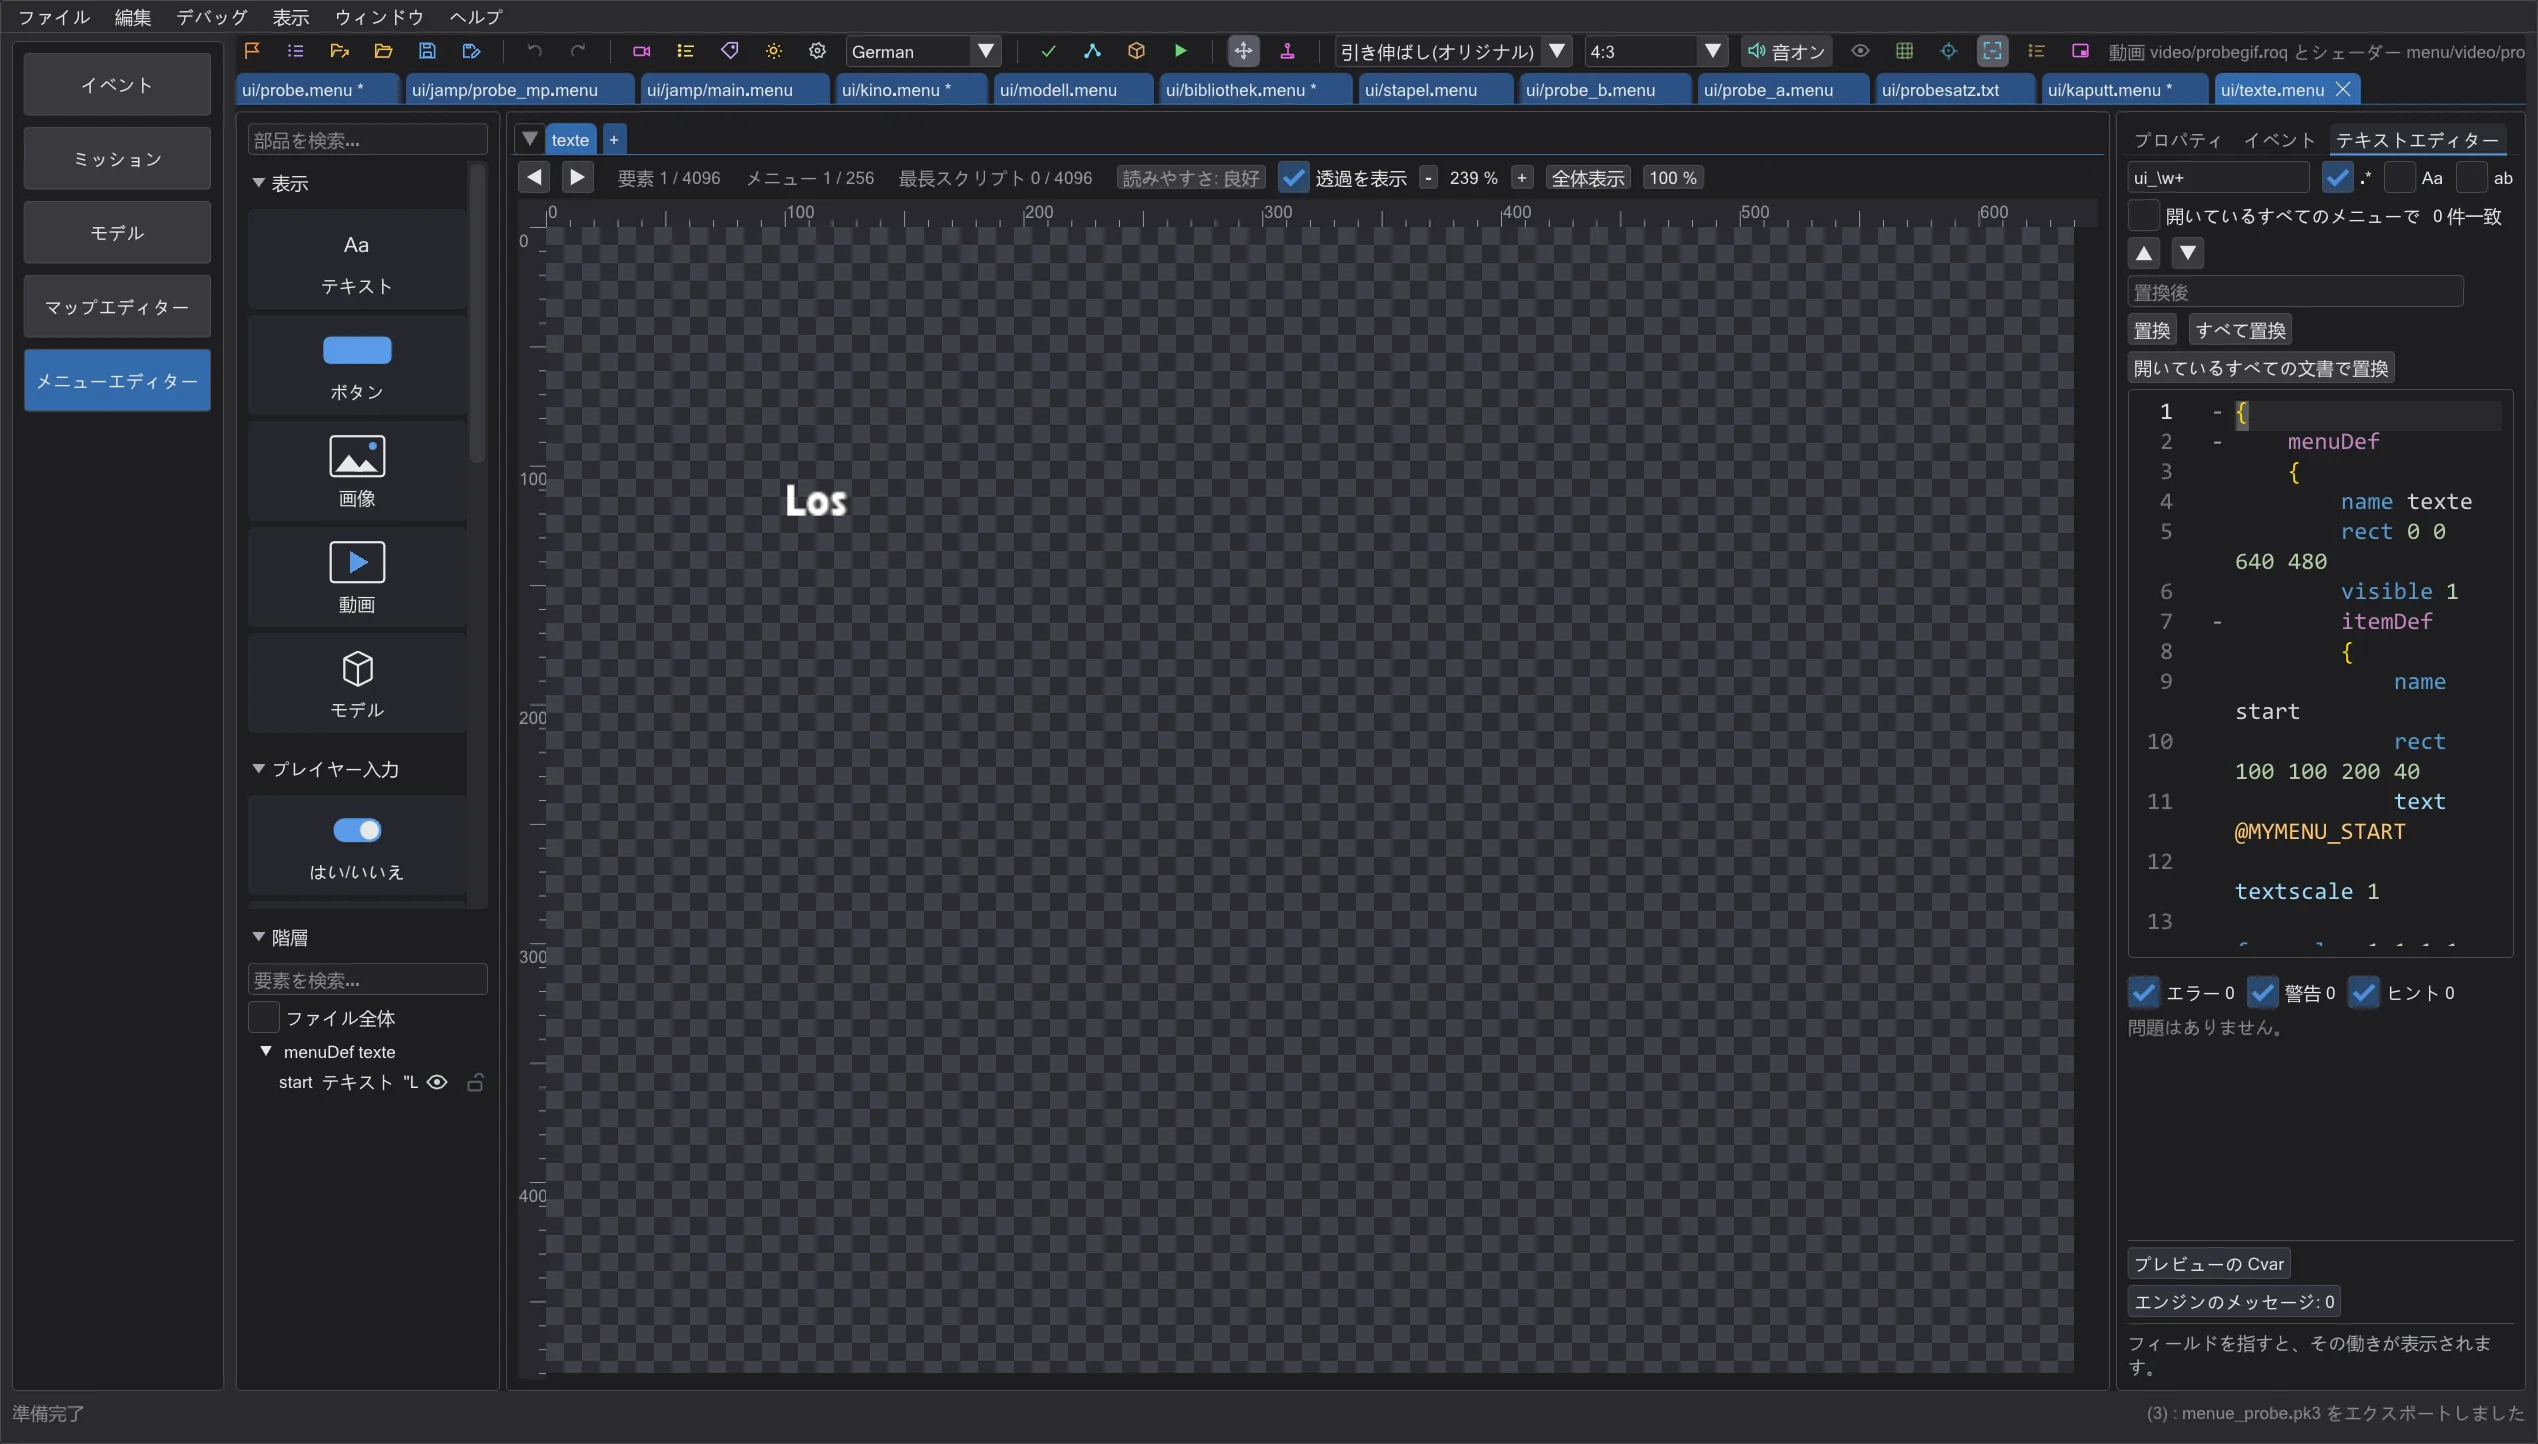 ファイル 編集 デバッグ 表示 ウィンドウ ヘルプ
German 引き伸ばし(オリジナル) 4:3 音オン 動画 video/probegif.roq とシェーダー menu/video/pro
ui/probe.menu * ui/jamp/probe_mp.menu ui/jamp/main.menu ui/kino.menu * ui/modell.menu ui/bibliothek.menu * ui/stapel.menu ui/probe_b.menu ui/probe_a.menu ui/probesatz.txt ui/kaputt.menu * ui/texte.menu
イベント
ミッション
モデル
マップエディター
メニューエディター
部品を検索...
表示
Aa
テキスト
ボタン
画像
動画
モデル
プレイヤー入力
はい/いいえ
階層
要素を検索...
ファイル全体
menuDef texte
start テキスト "L
texte +
要素 1 / 4096 メニュー 1 / 256 最長スクリプト 0 / 4096 読みやすさ: 良好 透過を表示 - 239 % + 全体表示 100 %
0 100 200 300 400 500 600
0
100
200
300
400
Los
プロパティ イベント テキストエディター
ui_\w+ .* Aa ab
開いているすべてのメニューで 0 件一致
置換後
置換 すべて置換
開いているすべての文書で置換
1 - {
2 - menuDef
3 {
4 name texte
5 rect 0 0
640 480
6 visible 1
7 - itemDef
8 {
9 name
start
10 rect
100 100 200 40
11 text
@MYMENU_START
12
textscale 1
13
エラー 0 警告 0 ヒント 0
問題はありません。
プレビューの Cvar
エンジンのメッセージ: 0
フィールドを指すと、その働きが表示されま
す。
準備完了
(3) : menue_probe.pk3 をエクスポートしました